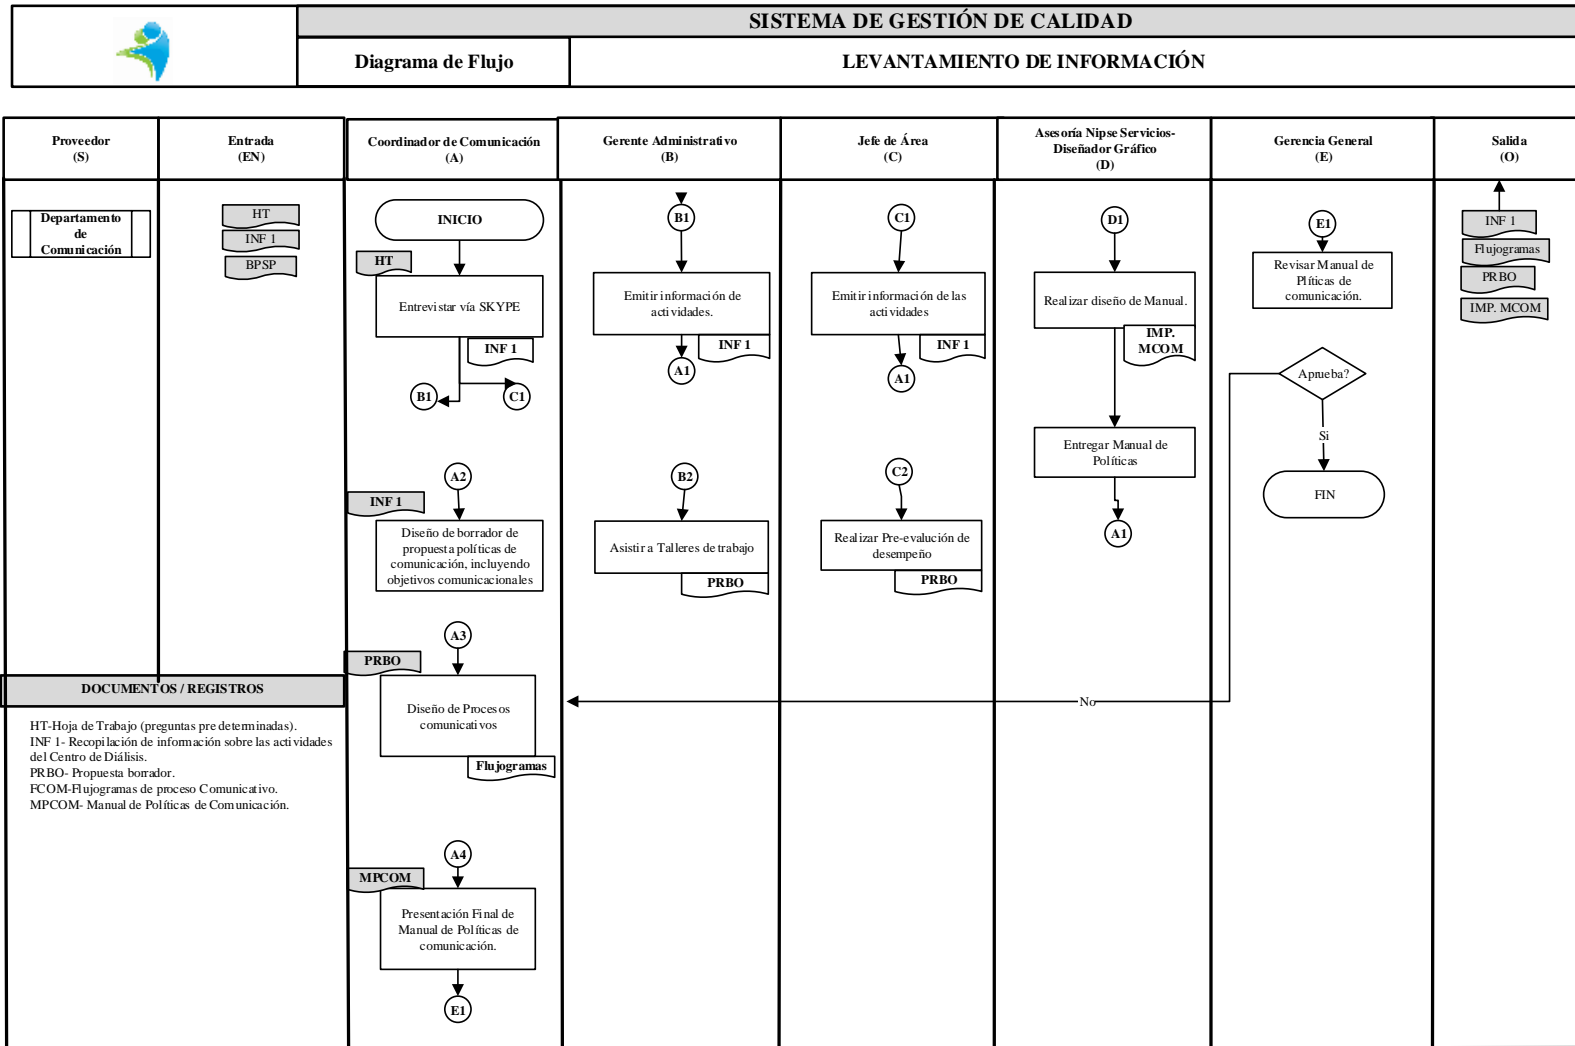 SISTEMA DE GESTIÓN DE CALIDAD
Diagrama de Flujo
LEVANTAMIENTO DE INFORMACIÓN
Proveedor
(S)
Entrada
(EN)
Coordinador de Comunicación
(A)
Gerente Administrativo
(B)
Jefe de Área
(C)
Asesoría Nipse Servicios-
Diseñador Gráfico
(D)
Gerencia General
(E)
Salida
(O)
Departamento
de
Comunicación
HT
INF 1
BPSP
INICIO
HT
Entrevistar vía SKYPE
INF 1
B1
C1
A2
INF 1
Diseño de borrador de
propuesta políticas de
comunicación, incluyendo
objetivos comunicacionales
A3
PRBO
Diseño de Procesos
comunicativos
Flujogramas
A4
MPCOM
Presentación Final de
Manual de Políticas de
comunicación.
E1
B1
Emitir información de
actividades.
INF 1
A1
B2
Asistir a Talleres de trabajo
PRBO
C1
Emitir información de las
actividades
INF 1
A1
C2
Realizar Pre-evalución de
desempeño
PRBO
D1
Realizar diseño de Manual.
IMP.
MCOM
Entregar Manual de
Políticas
A1
E1
Revisar Manual de
Plíticas de
comunicación.
Aprueba?
Si
FIN
No
INF 1
Flujogramas
PRBO
IMP. MCOM
DOCUMENTOS / REGISTROS
HT-Hoja de Trabajo (preguntas pre determinadas).
INF 1- Recopilación de información sobre las actividades
del Centro de Diálisis.
PRBO- Propuesta borrador.
FCOM-Flujogramas de proceso Comunicativo.
MPCOM- Manual de Políticas de Comunicación.